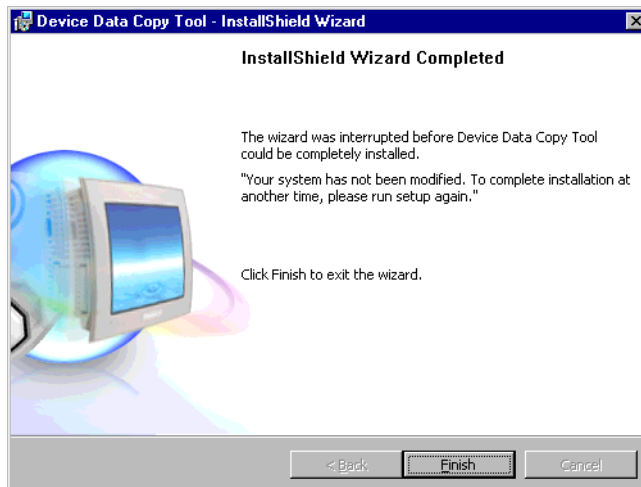 Device Data Copy Tool - InstallShield Wizard
InstallShield Wizard Completed
The wizard was interrupted before Device Data Copy Tool
could be completely installed.
"Your system has not been modified. To complete installation at
another time, please run setup again."
Click Finish to exit the wizard.
< Back
Finish
Cancel